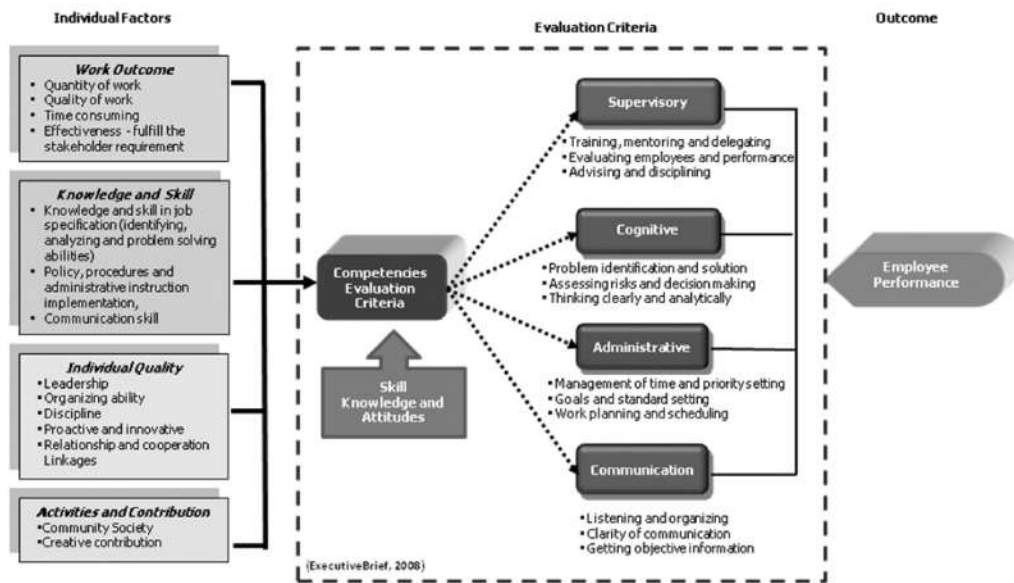 Individual Factors
Evaluation Criteria
Outcome
Work Outcome
• Quantity of work
• Quality of work
• Time consuming
• Effectiveness - fulfill the
stakeholder requirement
Knowledge and Skill
• Knowledge and skill in job
specification (identifying,
analyzing and problem solving
abilities)
• Policy, procedures and
administrative instruction
implementation,
• Communication skill
Individual Quality
•Leadership
•Organizing ability
•Discipline
•Proactive and innovative
•Relationship and cooperation
Linkages
Activities and Contribution
•Community Society
•Creative contribution
Competencies
Evaluation
Criteria
Skill
Knowledge and
Attitudes
Supervisory
•Training, mentoring and delegating
•Evaluating employees and performance
•Advising and disciplining
Cognitive
•Problem identification and solution
•Assessing risks and decision making
•Thinking clearly and analytically
Administrative
•Management of time and priority setting
•Goals and standard setting
•Work planning and scheduling
Communication
•Listening and organizing
•Clarity of communication
•Getting objective information
(ExecutiveBrief, 2008)
Employee
Performance